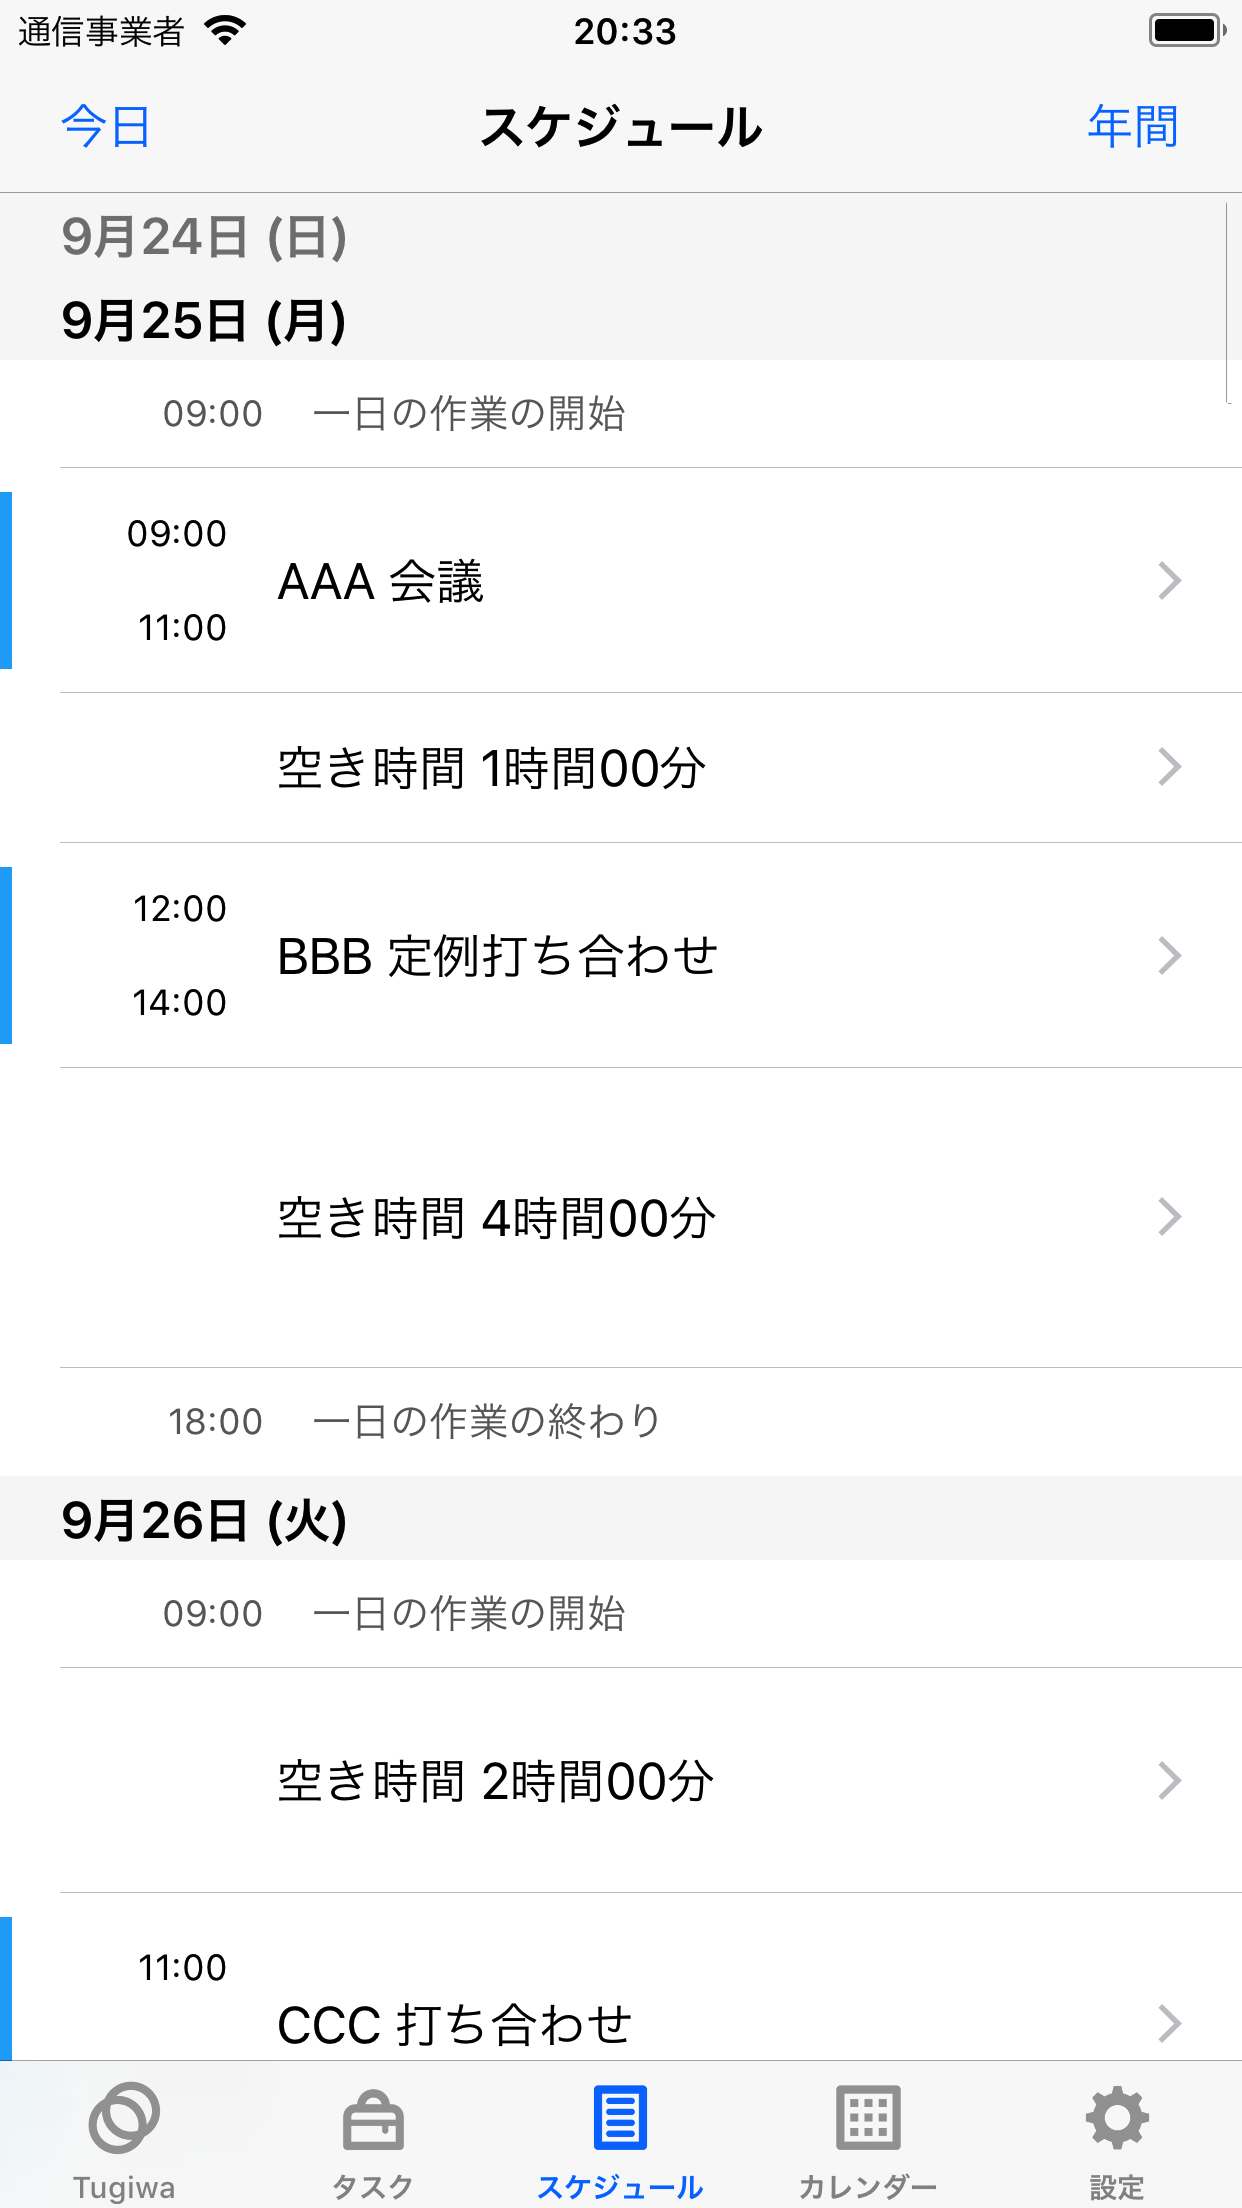 通信事業者 20:33
今日 スケジュール 年間
9月24日 (日)
9月25日 (月)
09:00 一日の作業の開始
09:00
AAA 会議
11:00
空き時間 1時間00分
12:00
BBB 定例打ち合わせ
14:00
空き時間 4時間00分
18:00 一日の作業の終わり
9月26日 (火)
09:00 一日の作業の開始
空き時間 2時間00分
11:00
CCC 打ち合わせ
Tugiwa タスク スケジュール カレンダー 設定